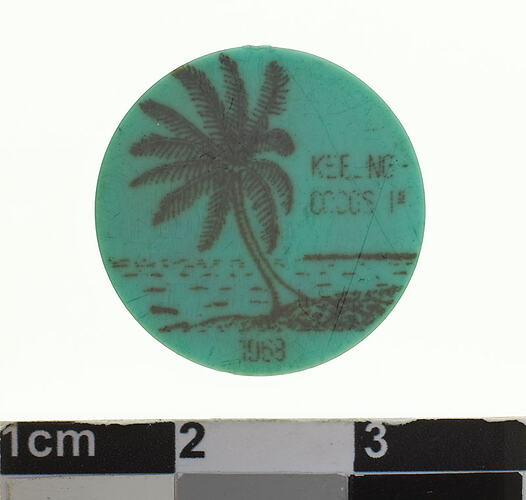 KEELING -
COCOS Is
1968
1cm 2 3